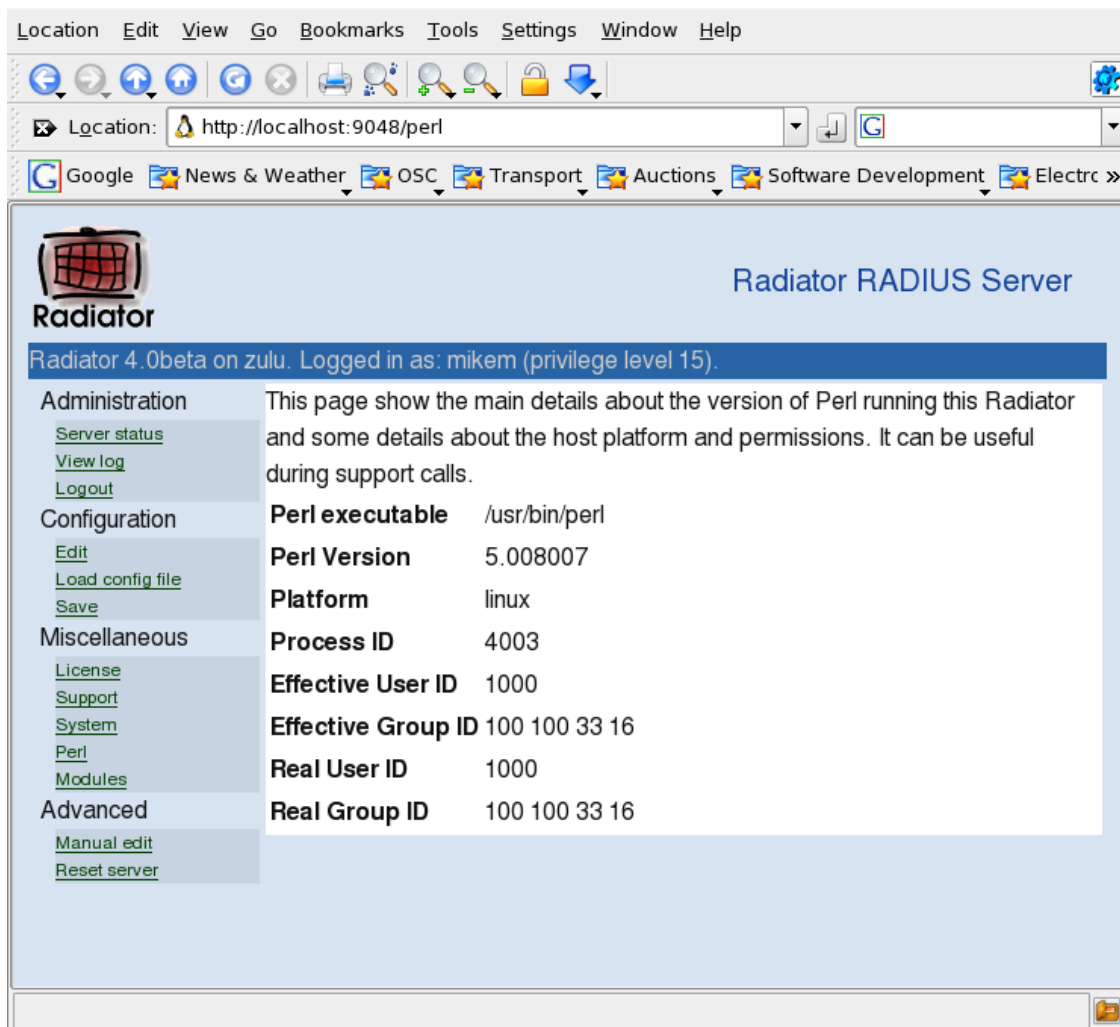 Location Edit View Go Bookmarks Tools Settings Window Help
Location: http://localhost:9048/perl
Google News & Weather OSC Transport Auctions Software Development Electrc »
Radiator
Radiator RADIUS Server
Radiator 4.0beta on zulu. Logged in as: mikem (privilege level 15).
Administration
Server status
View log
Logout
Configuration
Edit
Load config file
Save
Miscellaneous
License
Support
System
Perl
Modules
Advanced
Manual edit
Reset server
This page show the main details about the version of Perl running this Radiator
and some details about the host platform and permissions. It can be useful
during support calls.
Perl executable /usr/bin/perl
Perl Version 5.008007
Platform linux
Process ID 4003
Effective User ID 1000
Effective Group ID 100 100 33 16
Real User ID 1000
Real Group ID 100 100 33 16